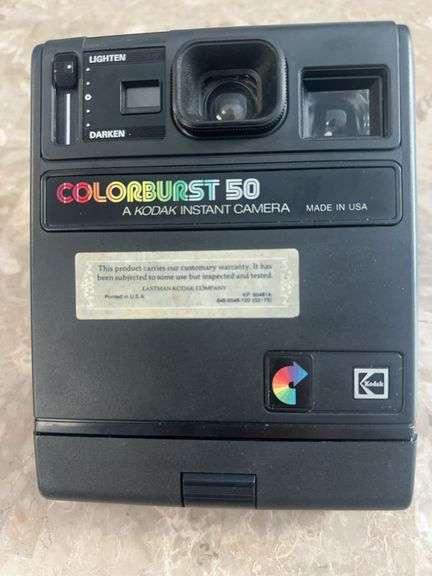 LIGHTEN
DARKEN
COLORBURST 50
A KODAK INSTANT CAMERA
MADE IN USA
This product carries our customary warranty. It has
been subjected to some use but inspected and tested.
EASTMAN KODAK COMPANY
Printed in U.S.A.
Kodak